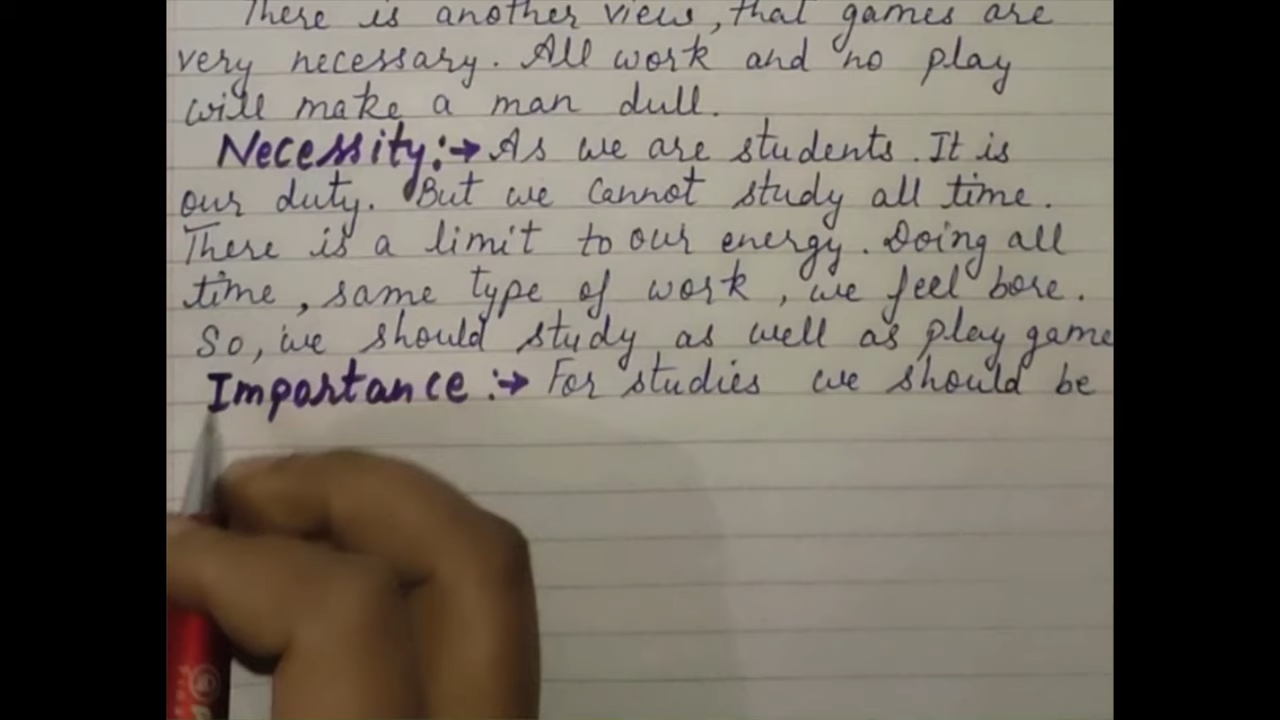 There is another view, that games are
very necessary. All work and no play
will make a man dull.
Necessity:→ As we are students. It is
our duty. But we cannot study all time.
There is a limit to our energy. Doing all
time, same type of work, we feel bore.
So, we should study as well as play game
Importance:→ For studies we should be